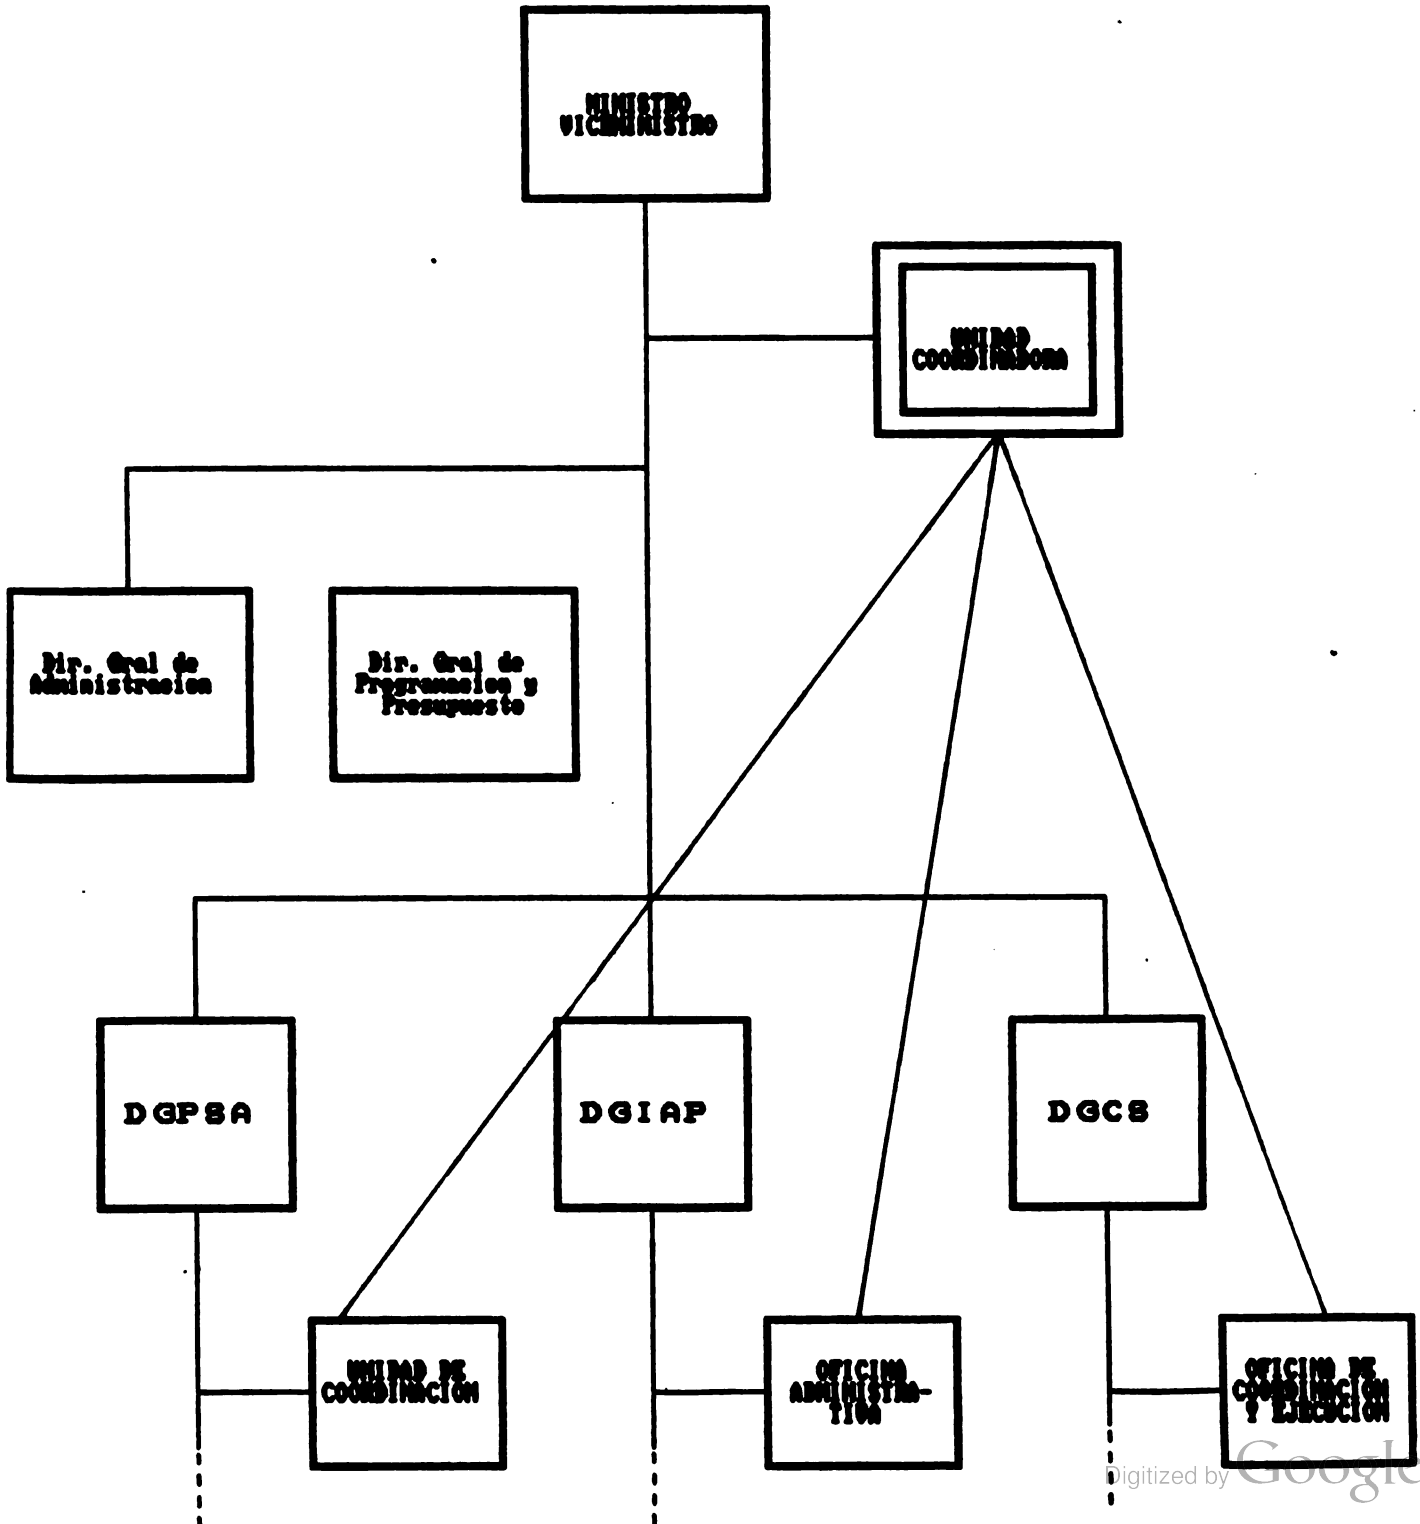 MINISTRO
VICEMINISTRO
UNIDAD
COORDINADORA
Dir. Gral de
Administracion
Dir. Gral de
Programacion y
Presupuesto
DGPSA
DGIAP
DGCS
UNIDAD DE
COORDINACION
OFICINA
ADMINISTRA-
TIVA
OFICINA DE
COORDINACION
Y EJECUCION
Digitized by Google